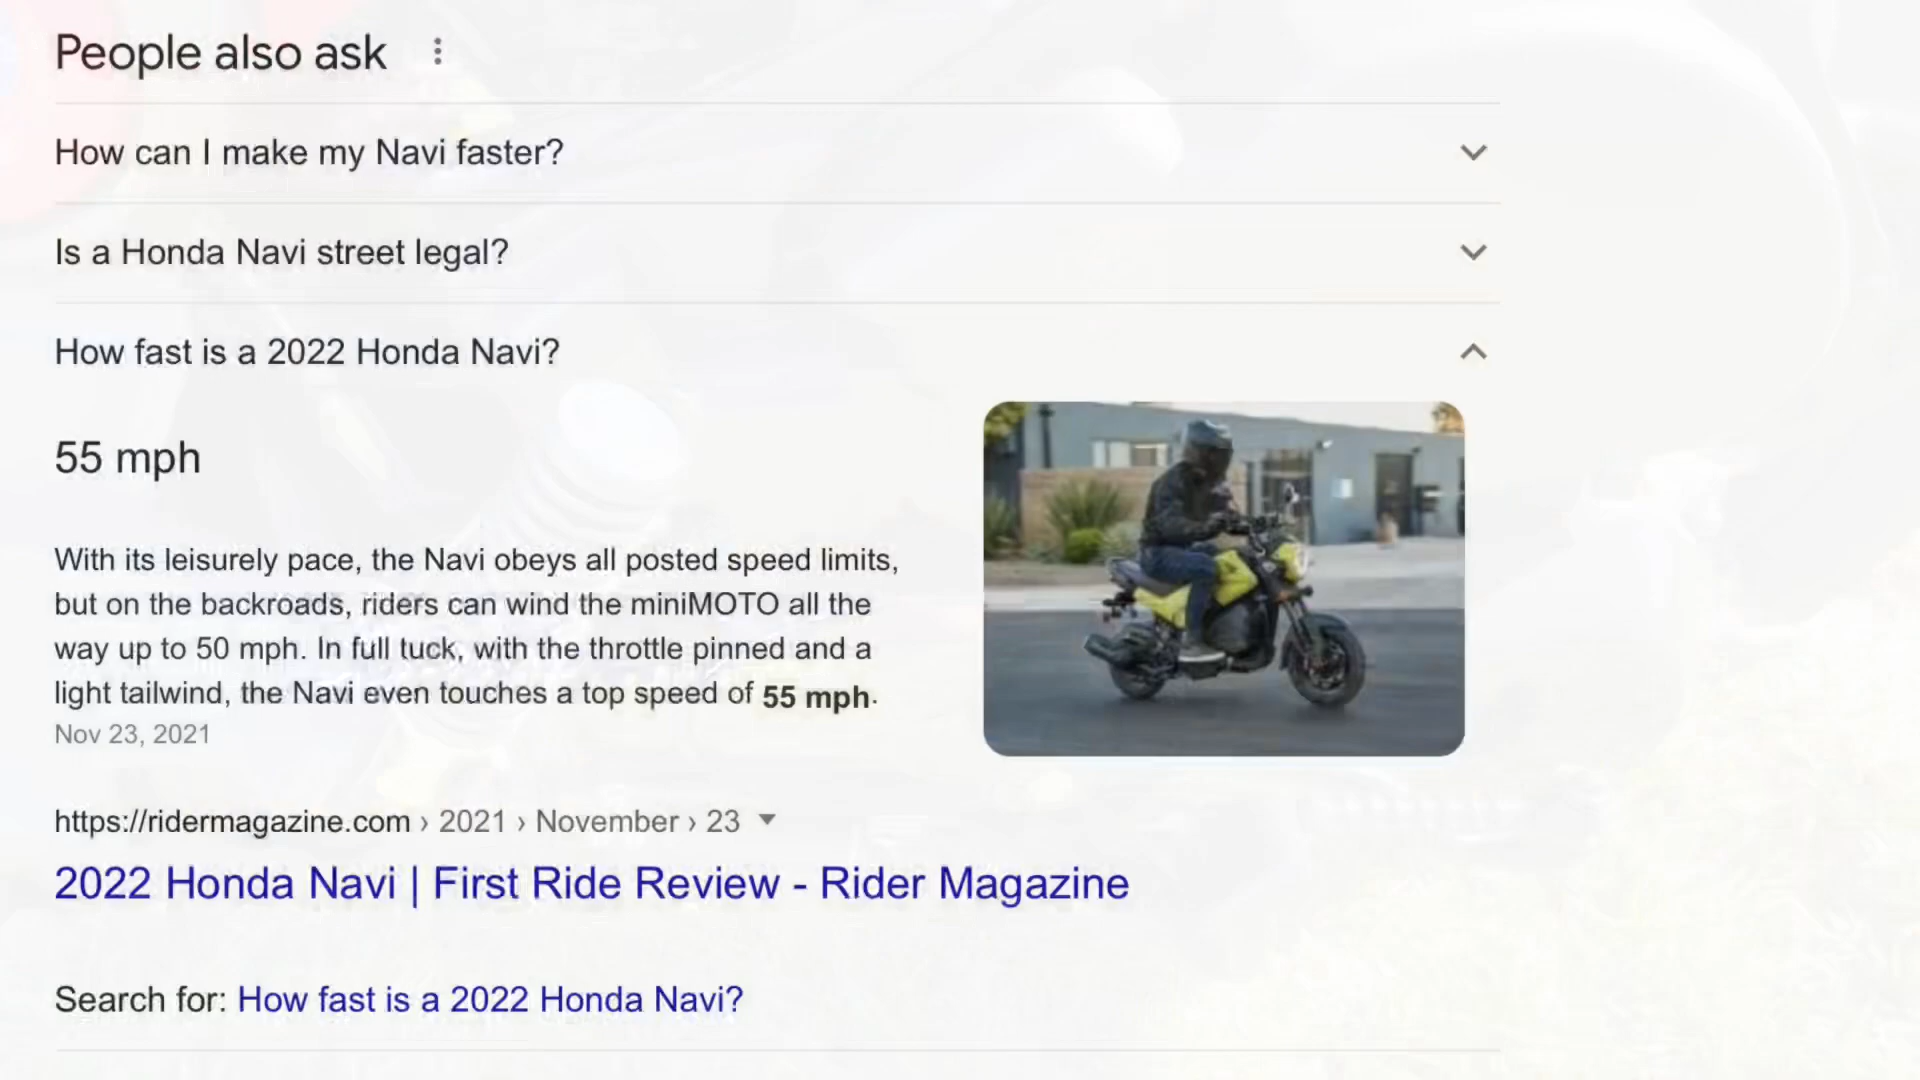 People also ask
How can I make my Navi faster?
Is a Honda Navi street legal?
How fast is a 2022 Honda Navi?
55 mph
With its leisurely pace, the Navi obeys all posted speed limits,
but on the backroads, riders can wind the miniMOTO all the
way up to 50 mph. In full tuck, with the throttle pinned and a
light tailwind, the Navi even touches a top speed of 55 mph.
Nov 23, 2021
https://ridermagazine.com › 2021 › November › 23
2022 Honda Navi | First Ride Review - Rider Magazine
Search for: How fast is a 2022 Honda Navi?